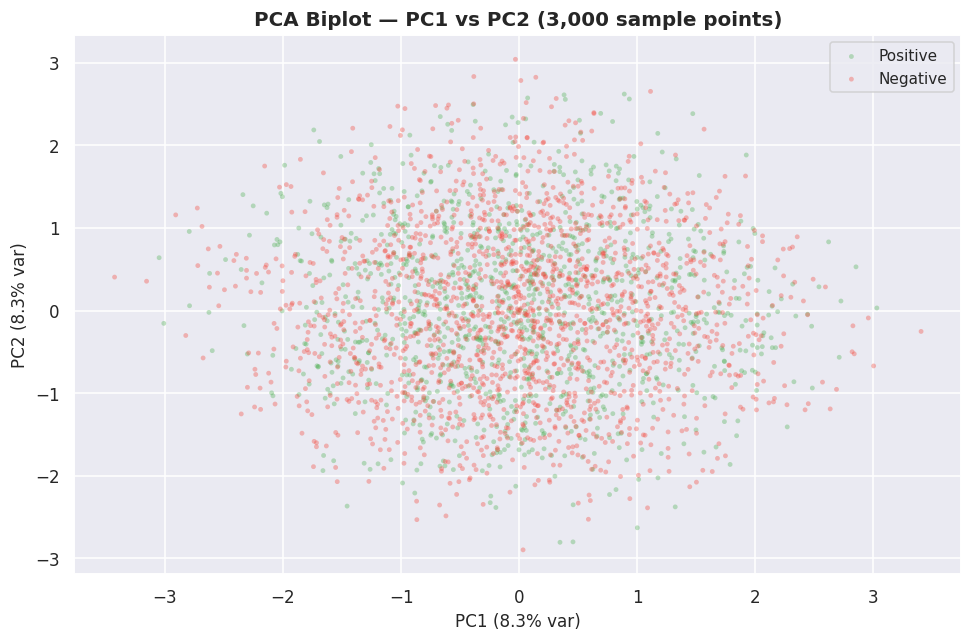 PCA Biplot — PC1 vs PC2 (3,000 sample points)
Positive
Negative
3
2
1
0
−1
−2
−3
PC2 (8.3% var)
−3 −2 −1 0 1 2 3
PC1 (8.3% var)